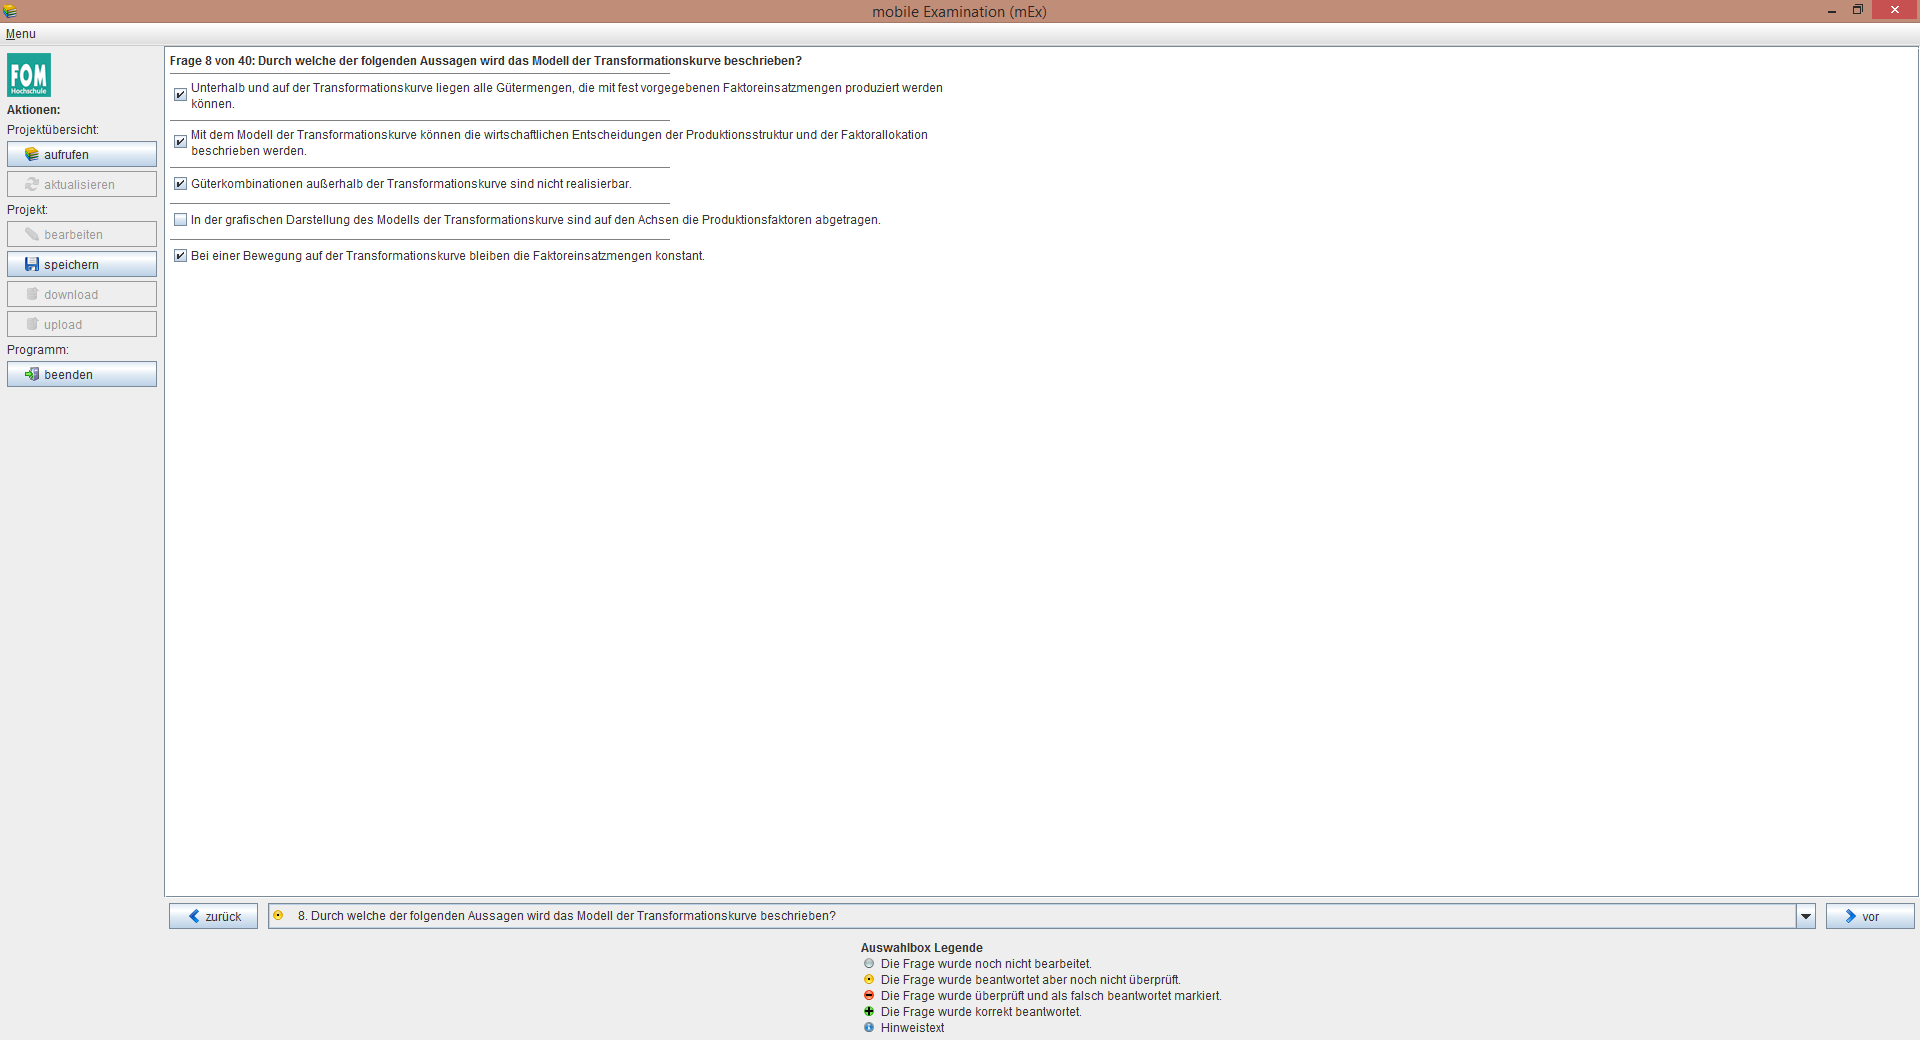 mobile Examination (mEx)
Menu
FOM
Hochschule
Aktionen:
Projektübersicht:
aufrufen
aktualisieren
Projekt:
bearbeiten
speichern
download
upload
Programm:
beenden
Frage 8 von 40: Durch welche der folgenden Aussagen wird das Modell der Transformationskurve beschrieben?
Unterhalb und auf der Transformationskurve liegen alle Gütermengen, die mit fest vorgegebenen Faktoreinsatzmengen produziert werden
können.
Mit dem Modell der Transformationskurve können die wirtschaftlichen Entscheidungen der Produktionsstruktur und der Faktorallokation
beschrieben werden.
Güterkombinationen außerhalb der Transformationskurve sind nicht realisierbar.
In der grafischen Darstellung des Modells der Transformationskurve sind auf den Achsen die Produktionsfaktoren abgetragen.
Bei einer Bewegung auf der Transformationskurve bleiben die Faktoreinsatzmengen konstant.
zurück
8. Durch welche der folgenden Aussagen wird das Modell der Transformationskurve beschrieben?
vor
Auswahlbox Legende
Die Frage wurde noch nicht bearbeitet.
Die Frage wurde beantwortet aber noch nicht überprüft.
Die Frage wurde überprüft und als falsch beantwortet markiert.
Die Frage wurde korrekt beantwortet.
Hinweistext